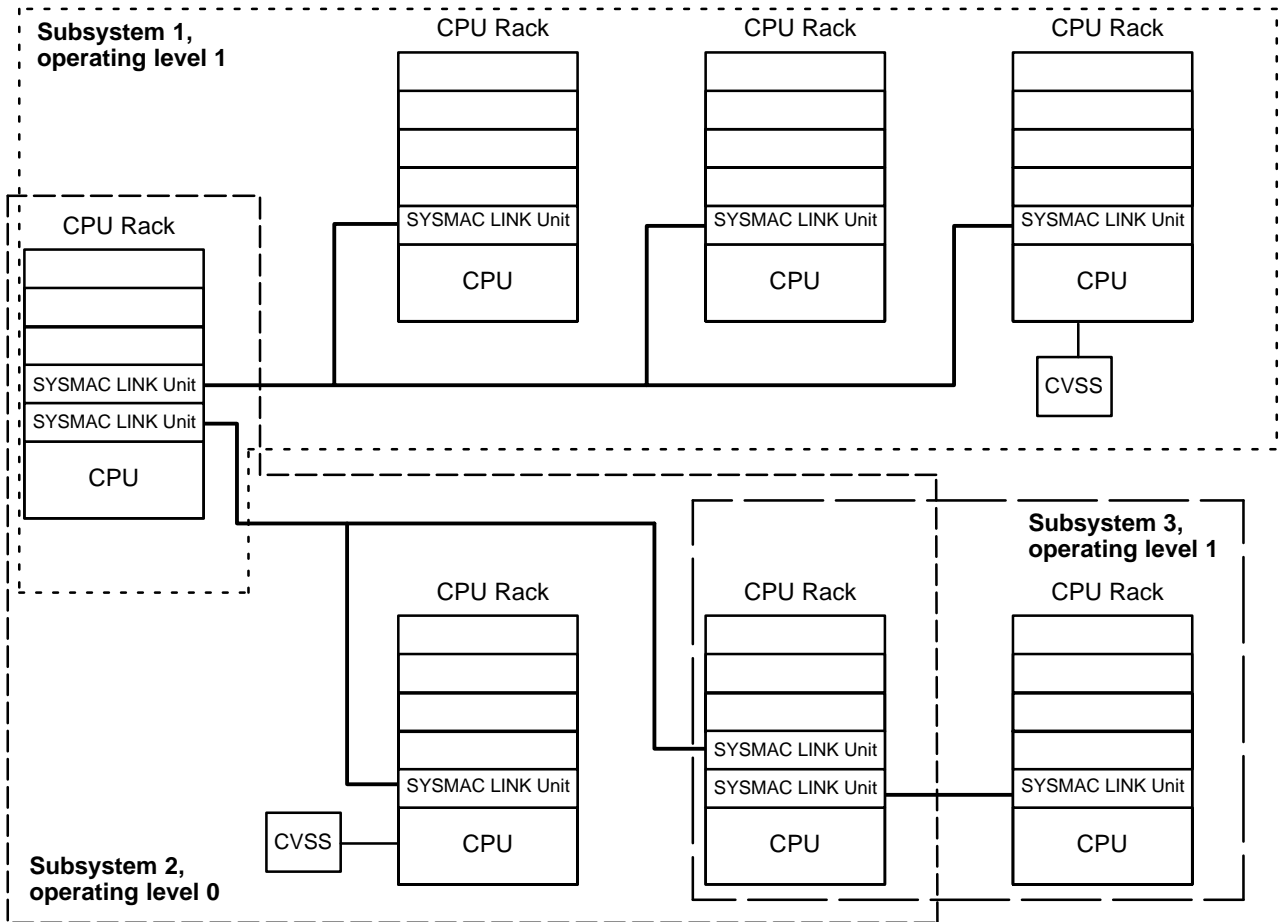 Subsystem 1,
operating level 1
CPU Rack
CPU Rack
CPU Rack
SYSMAC LINK Unit
SYSMAC LINK Unit
SYSMAC LINK Unit
CPU
CPU
CPU
CVSS
CPU Rack
SYSMAC LINK Unit
SYSMAC LINK Unit
CPU
Subsystem 3,
operating level 1
CPU Rack
CPU Rack
CPU Rack
SYSMAC LINK Unit
SYSMAC LINK Unit
SYSMAC LINK Unit
SYSMAC LINK Unit
CVSS
CPU
CPU
CPU
Subsystem 2,
operating level 0